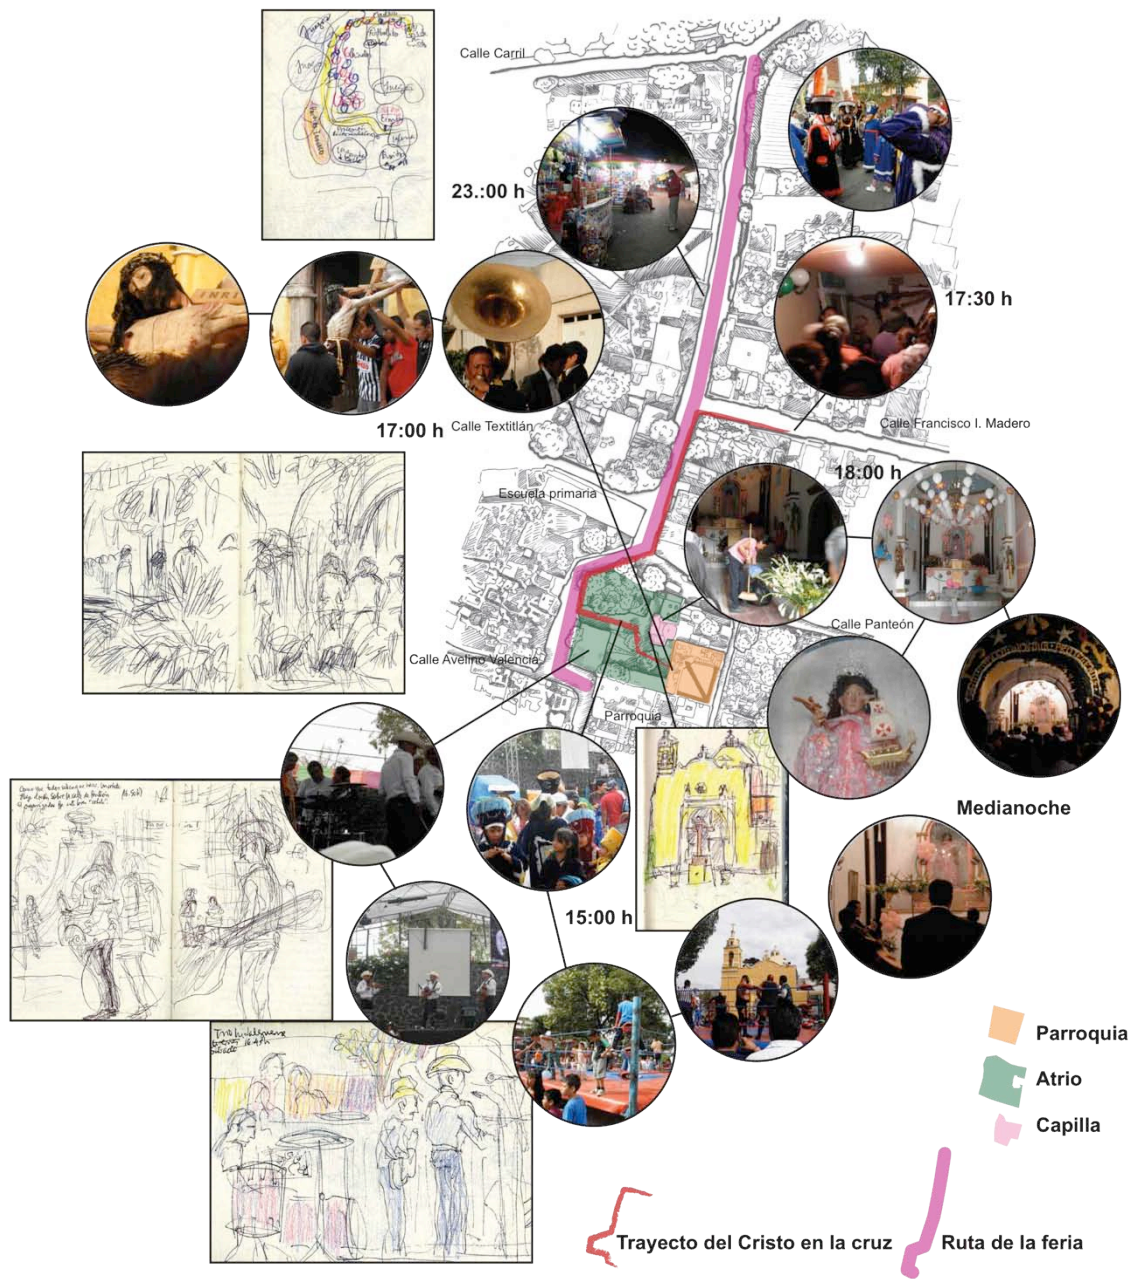 Calle Carril
23.:00 h
17:30 h
17:00 h
Calle Textitlán
Calle Francisco I. Madero
18:00 h
Escuela primaria
Calle Panteón
Calle Avelino Valencia
Parroquia
Medianoche
15:00 h
Parroquia
Atrio
Capilla
Trayecto del Cristo en la cruz
Ruta de la feria
INRI